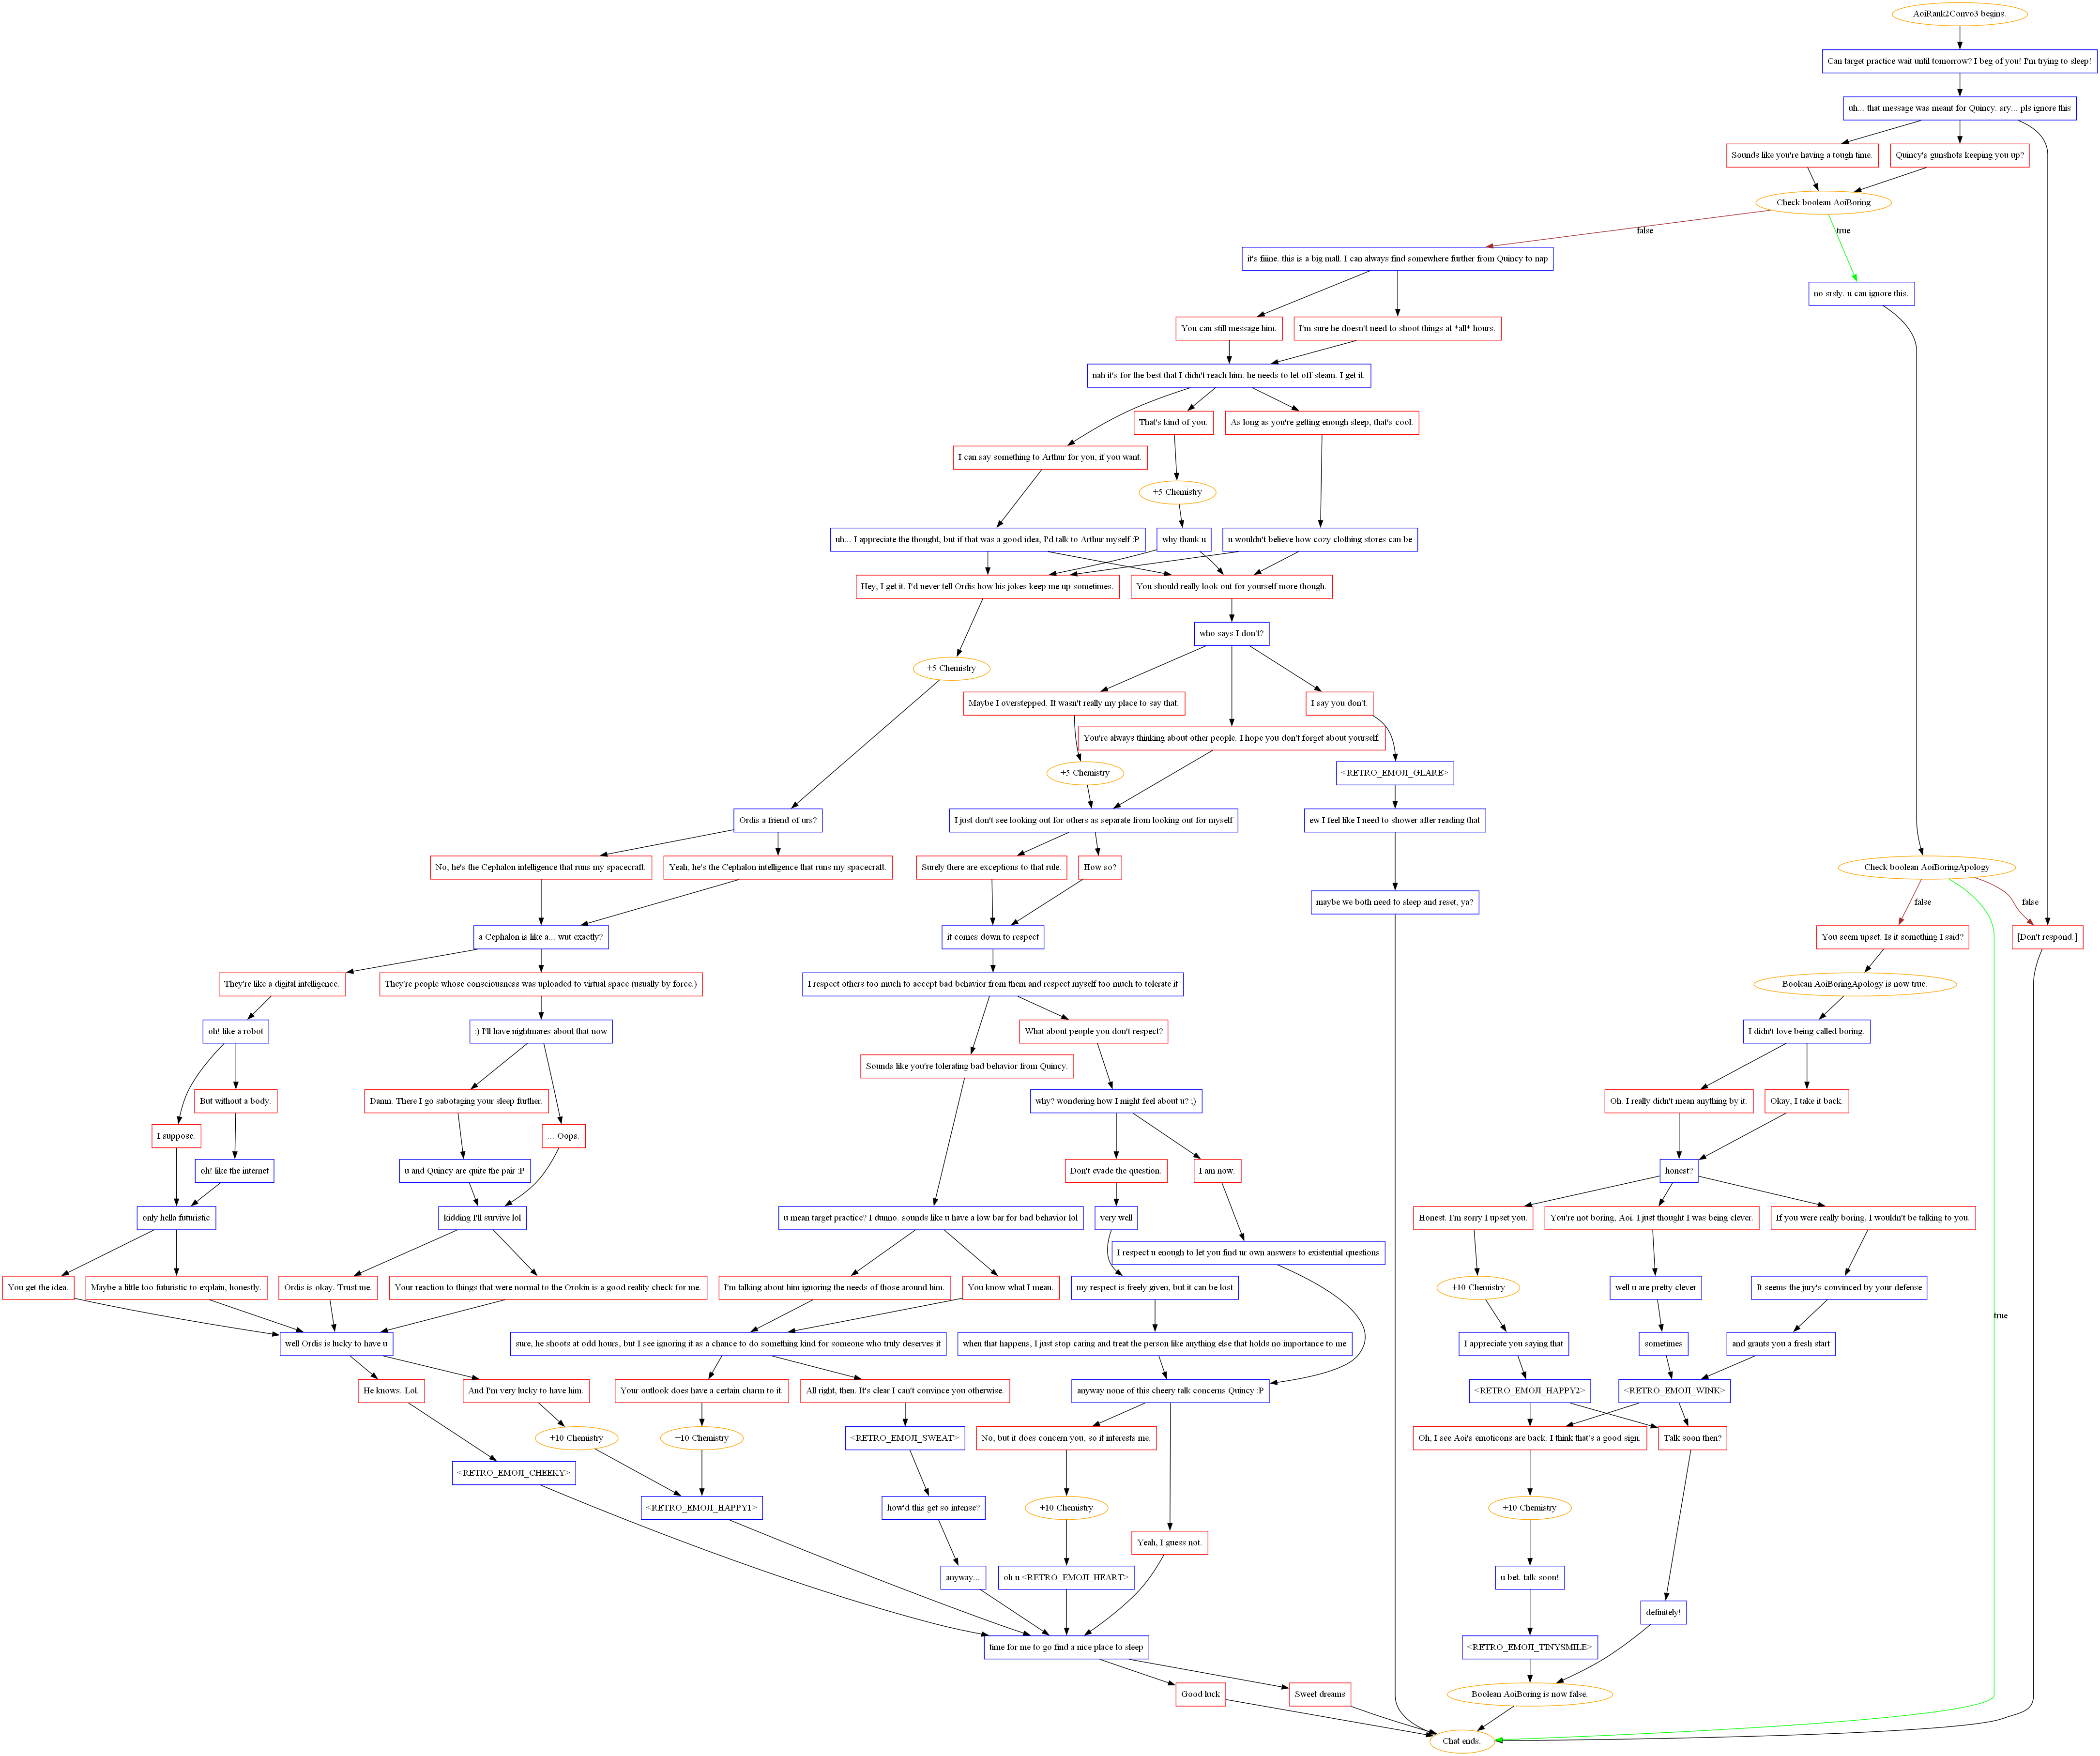 AoiRank2Convo3 begins.
Can target practice wait until tomorrow? I beg of you! I'm trying to sleep!
uh... that message was meant for Quincy. sry... pls ignore this
Sounds like you're having a tough time.
Quincy's gunshots keeping you up?
Check boolean AoiBoring
false
true
it's fiiine. this is a big mall. I can always find somewhere further from Quincy to nap
no srsly. u can ignore this.
You can still message him.
I'm sure he doesn't need to shoot things at *all* hours.
nah it's for the best that I didn't reach him. he needs to let off steam. I get it.
That's kind of you.
As long as you're getting enough sleep, that's cool.
I can say something to Arthur for you, if you want.
+5 Chemistry
uh... I appreciate the thought, but if that was a good idea, I'd talk to Arthur myself :P
why thank u
u wouldn't believe how cozy clothing stores can be
Hey, I get it. I'd never tell Ordis how his jokes keep me up sometimes.
You should really look out for yourself more though.
who says I don't?
+5 Chemistry
Maybe I overstepped. It wasn't really my place to say that.
I say you don't.
You're always thinking about other people. I hope you don't forget about yourself.
+5 Chemistry
<RETRO_EMOJI_GLARE>
Ordis a friend of urs?
I just don't see looking out for others as separate from looking out for myself
ew I feel like I need to shower after reading that
No, he's the Cephalon intelligence that runs my spacecraft.
Yeah, he's the Cephalon intelligence that runs my spacecraft.
Surely there are exceptions to that rule.
How so?
Check boolean AoiBoringApology
maybe we both need to sleep and reset, ya?
false
false
a Cephalon is like a... wut exactly?
it comes down to respect
You seem upset. Is it something I said?
[Don't respond.]
They're like a digital intelligence.
They're people whose consciousness was uploaded to virtual space (usually by force.)
I respect others too much to accept bad behavior from them and respect myself too much to tolerate it
Boolean AoiBoringApology is now true.
oh! like a robot
:) I'll have nightmares about that now
What about people you don't respect?
I didn't love being called boring.
Sounds like you're tolerating bad behavior from Quincy.
But without a body.
Damn. There I go sabotaging your sleep further.
why? wondering how I might feel about u? ;)
Oh. I really didn't mean anything by it.
Okay, I take it back.
I suppose.
... Oops.
oh! like the internet
u and Quincy are quite the pair :P
Don't evade the question.
I am now.
honest?
only hella futuristic
kidding I'll survive lol
u mean target practice? I dunno. sounds like u have a low bar for bad behavior lol
very well
Honest. I'm sorry I upset you.
You're not boring, Aoi. I just thought I was being clever.
If you were really boring, I wouldn't be talking to you.
I respect u enough to let you find ur own answers to existential questions
You get the idea.
Maybe a little too futuristic to explain, honestly.
Ordis is okay. Trust me.
Your reaction to things that were normal to the Orokin is a good reality check for me.
I'm talking about him ignoring the needs of those around him.
You know what I mean.
my respect is freely given, but it can be lost
+10 Chemistry
well u are pretty clever
It seems the jury's convinced by your defense
true
well Ordis is lucky to have u
sure, he shoots at odd hours, but I see ignoring it as a chance to do something kind for someone who truly deserves it
when that happens, I just stop caring and treat the person like anything else that holds no importance to me
I appreciate you saying that
sometimes
and grants you a fresh start
He knows. Lol.
And I'm very lucky to have him.
Your outlook does have a certain charm to it.
All right, then. It's clear I can't convince you otherwise.
anyway none of this cheery talk concerns Quincy :P
<RETRO_EMOJI_HAPPY2>
<RETRO_EMOJI_WINK>
+10 Chemistry
+10 Chemistry
<RETRO_EMOJI_SWEAT>
No, but it does concern you, so it interests me.
Oh, I see Aoi's emoticons are back. I think that's a good sign.
Talk soon then?
<RETRO_EMOJI_CHEEKY>
<RETRO_EMOJI_HAPPY1>
how'd this get so intense?
+10 Chemistry
+10 Chemistry
Yeah, I guess not.
anyway...
oh u <RETRO_EMOJI_HEART>
u bet. talk soon!
definitely!
time for me to go find a nice place to sleep
<RETRO_EMOJI_TINYSMILE>
Good luck
Sweet dreams
Boolean AoiBoring is now false.
Chat ends.